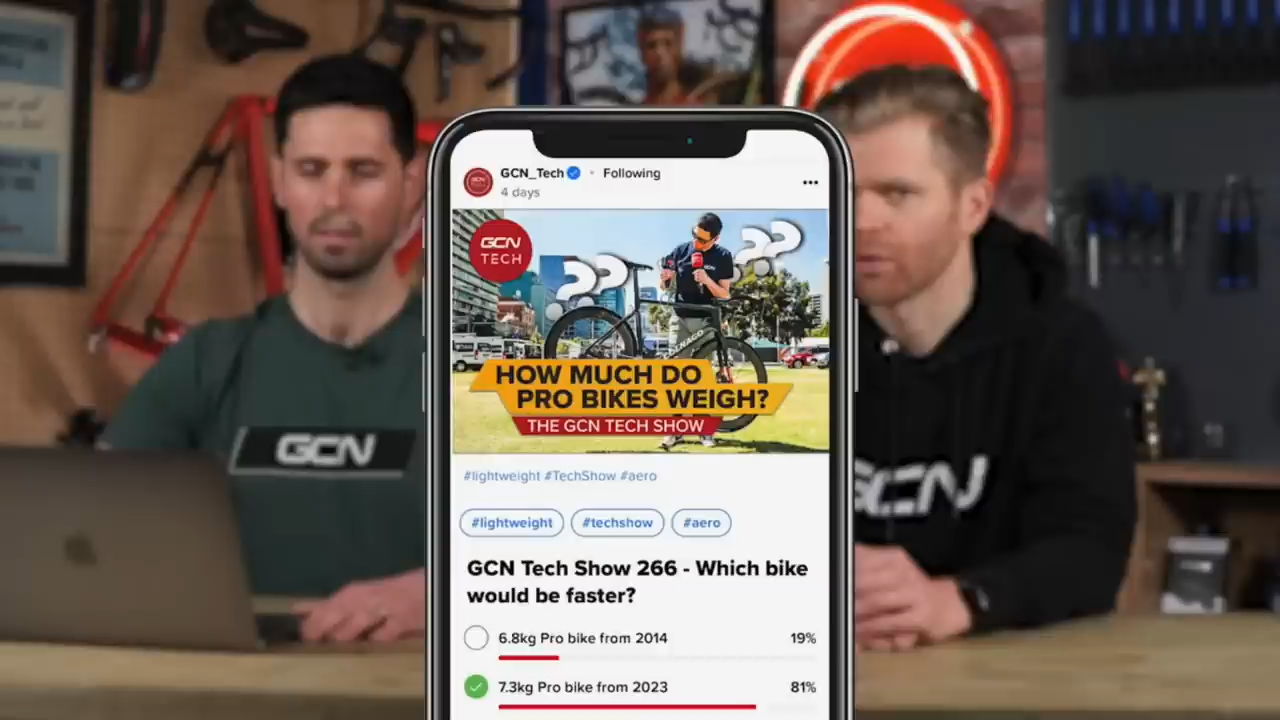 GCN_Tech · Following
4 days
GCN
TECH
??
??
COLNAGO
HOW MUCH DO
PRO BIKES WEIGH?
THE GCN TECH SHOW
#lightweight #TechShow #aero
#lightweight #techshow #aero
GCN Tech Show 266 - Which bike
would be faster?
6.8kg Pro bike from 2014 19%
7.3kg Pro bike from 2023 81%
GCN
GCN